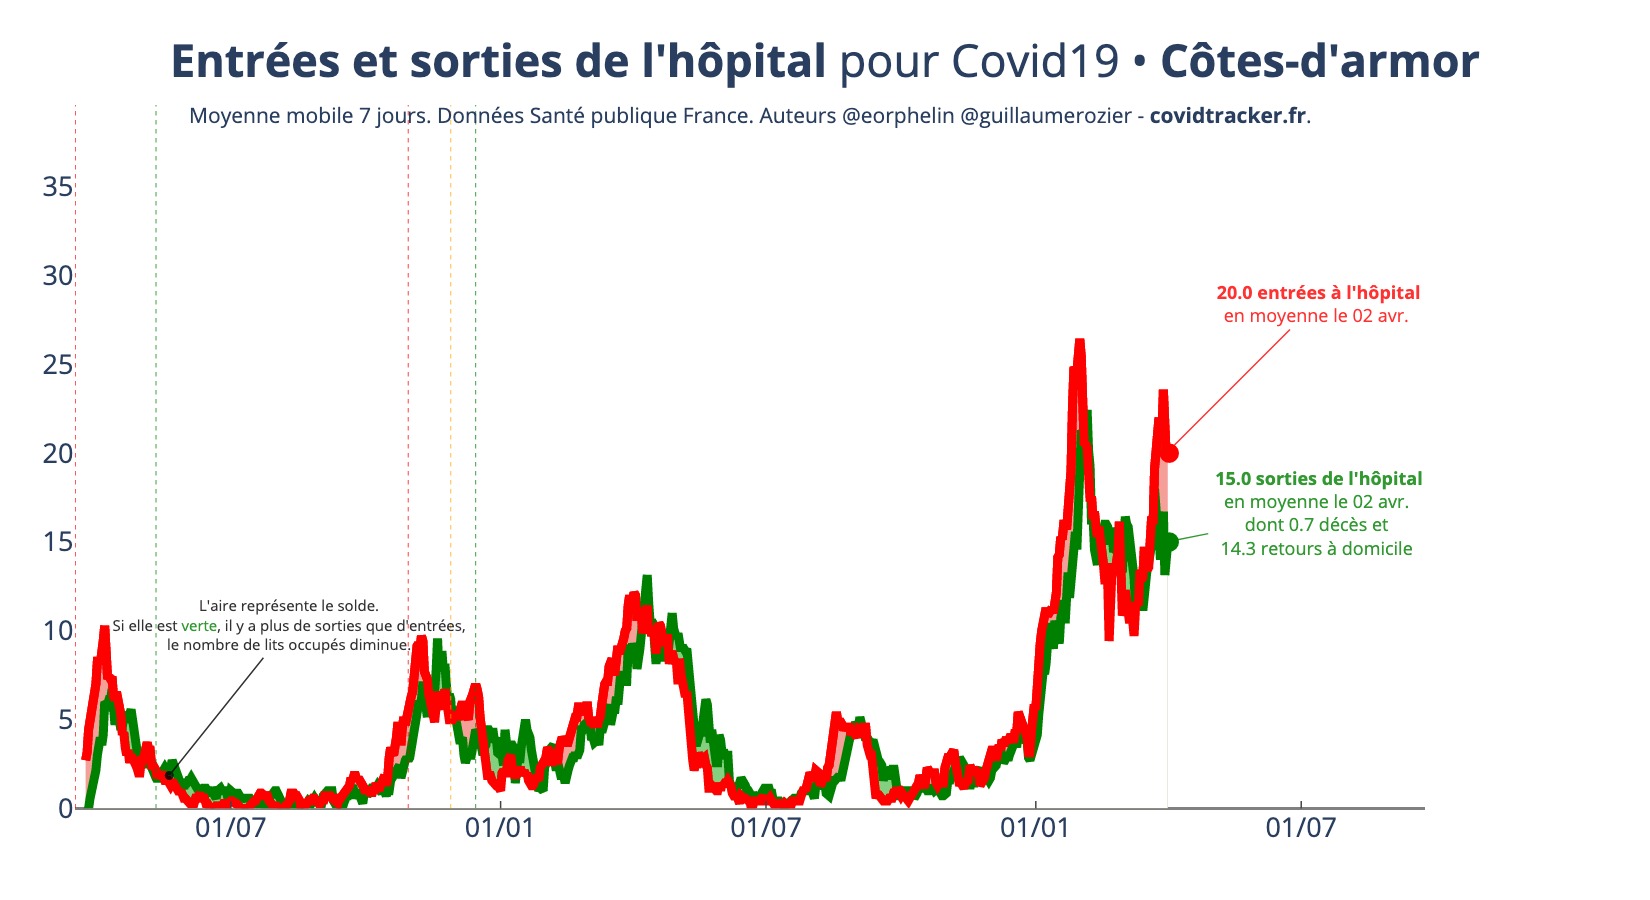 Entrées et sorties de l'hôpital pour Covid19 • Côtes-d'armor
Moyenne mobile 7 jours. Données Santé publique France. Auteurs @eorphelin @guillaumerozier - covidtracker.fr.
35
30
25
20
15
10
5
0
20.0 entrées à l'hôpital
en moyenne le 02 avr.
15.0 sorties de l'hôpital
en moyenne le 02 avr.
dont 0.7 décès et
14.3 retours à domicile
L'aire représente le solde.
Si elle est verte, il y a plus de sorties que d'entrées,
le nombre de lits occupés diminue.
01/07
01/01
01/07
01/01
01/07